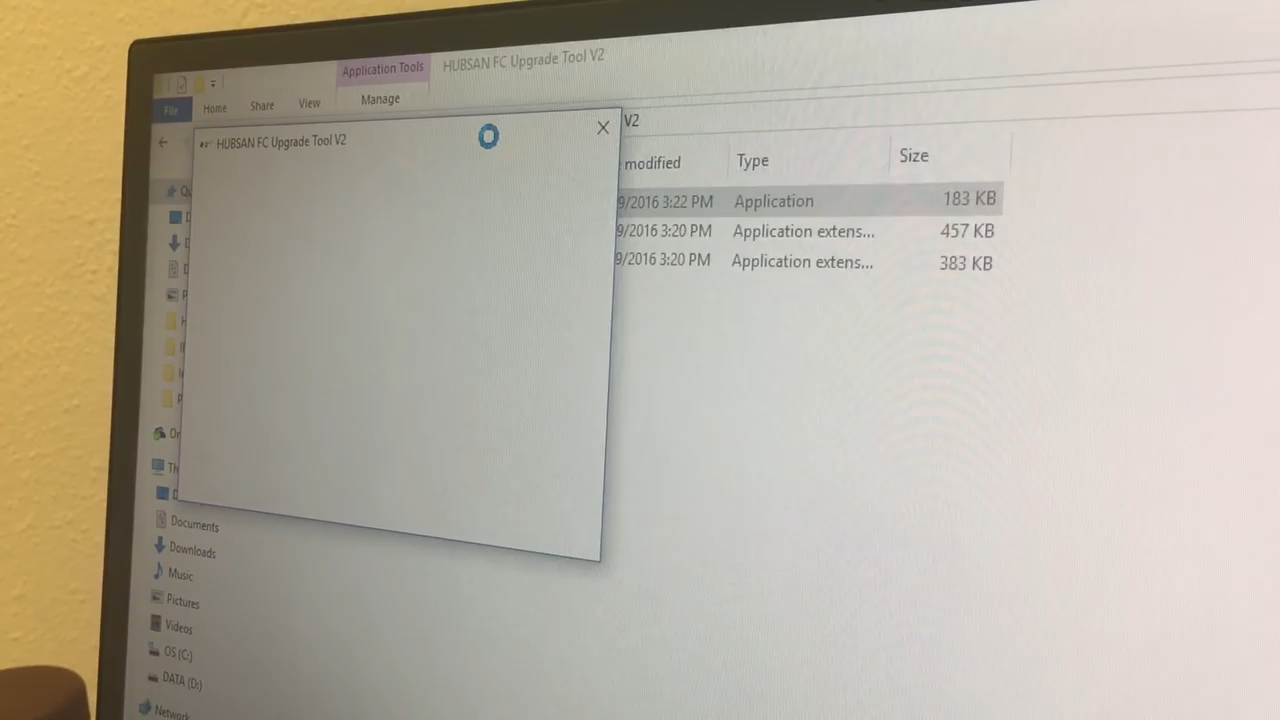 Application Tools
HUBSAN FC Upgrade Tool V2
File
Home
Share
View
Manage
HUBSAN FC Upgrade Tool V2
V2
modified
Type
Size
9/2016 3:22 PM
Application
183 KB
9/2016 3:20 PM
Application extens...
457 KB
9/2016 3:20 PM
Application extens...
383 KB
Documents
Downloads
Music
Pictures
Videos
OS (C:)
DATA (D:)
Network